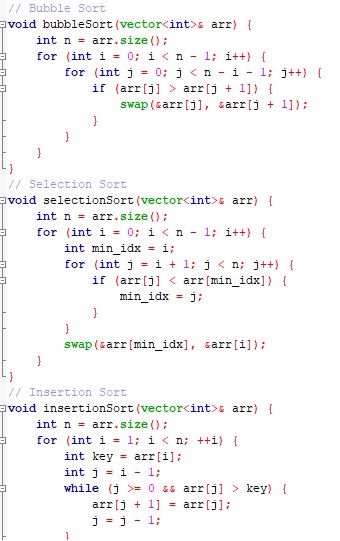 // Bubble Sort
void bubbleSort(vector<int>& arr) {
    int n = arr.size();
    for (int i = 0; i < n - 1; i++) {
        for (int j = 0; j < n - i - 1; j++) {
            if (arr[j] > arr[j + 1]) {
                swap(&arr[j], &arr[j + 1]);
            }
        }
    }
}
// Selection Sort
void selectionSort(vector<int>& arr) {
    int n = arr.size();
    for (int i = 0; i < n - 1; i++) {
        int min_idx = i;
        for (int j = i + 1; j < n; j++) {
            if (arr[j] < arr[min_idx]) {
                min_idx = j;
            }
        }
        swap(&arr[min_idx], &arr[i]);
    }
}
// Insertion Sort
void insertionSort(vector<int>& arr) {
    int n = arr.size();
    for (int i = 1; i < n; ++i) {
        int key = arr[i];
        int j = i - 1;
        while (j >= 0 && arr[j] > key) {
            arr[j + 1] = arr[j];
            j = j - 1;
        }